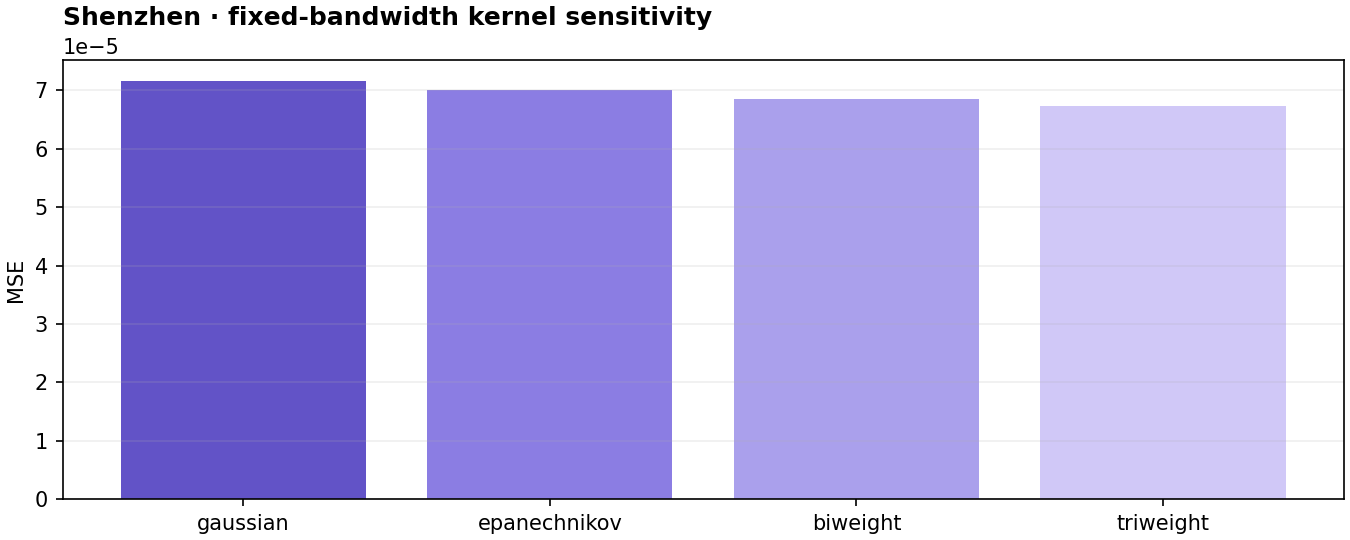 Shenzhen · fixed-bandwidth kernel sensitivity
1e−5
7
6
5
4
3
2
1
0
MSE
gaussian epanechnikov biweight triweight